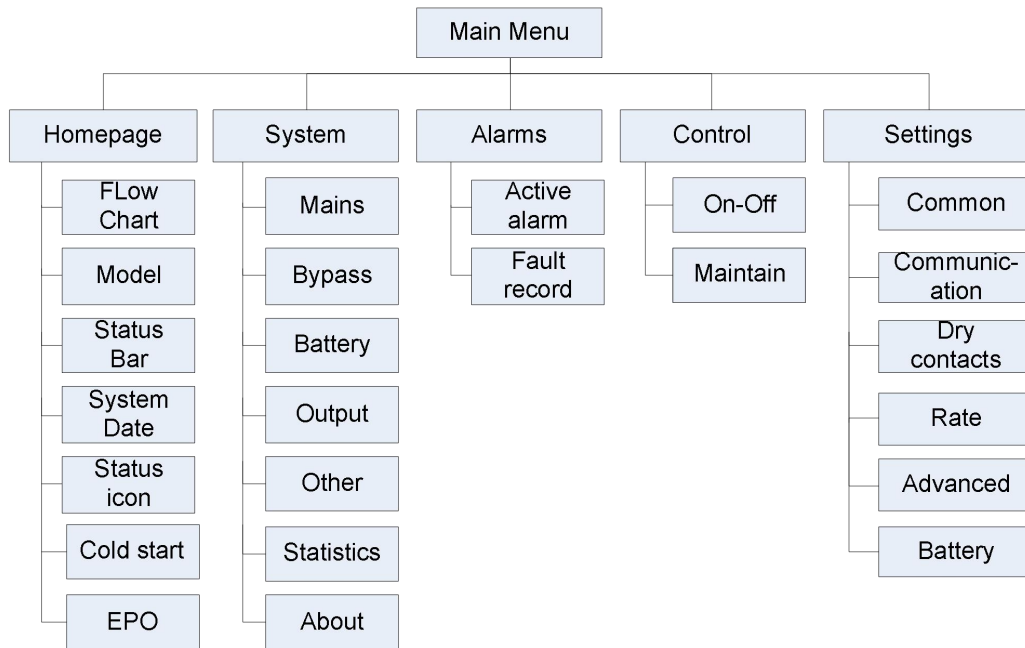 Main Menu
Homepage
System
Alarms
Control
Settings
FLow
Chart
Model
Status
Bar
System
Date
Status
icon
Cold start
EPO
Mains
Bypass
Battery
Output
Other
Statistics
About
Active
alarm
Fault
record
On-Off
Maintain
Common
Communic-
ation
Dry
contacts
Rate
Advanced
Battery